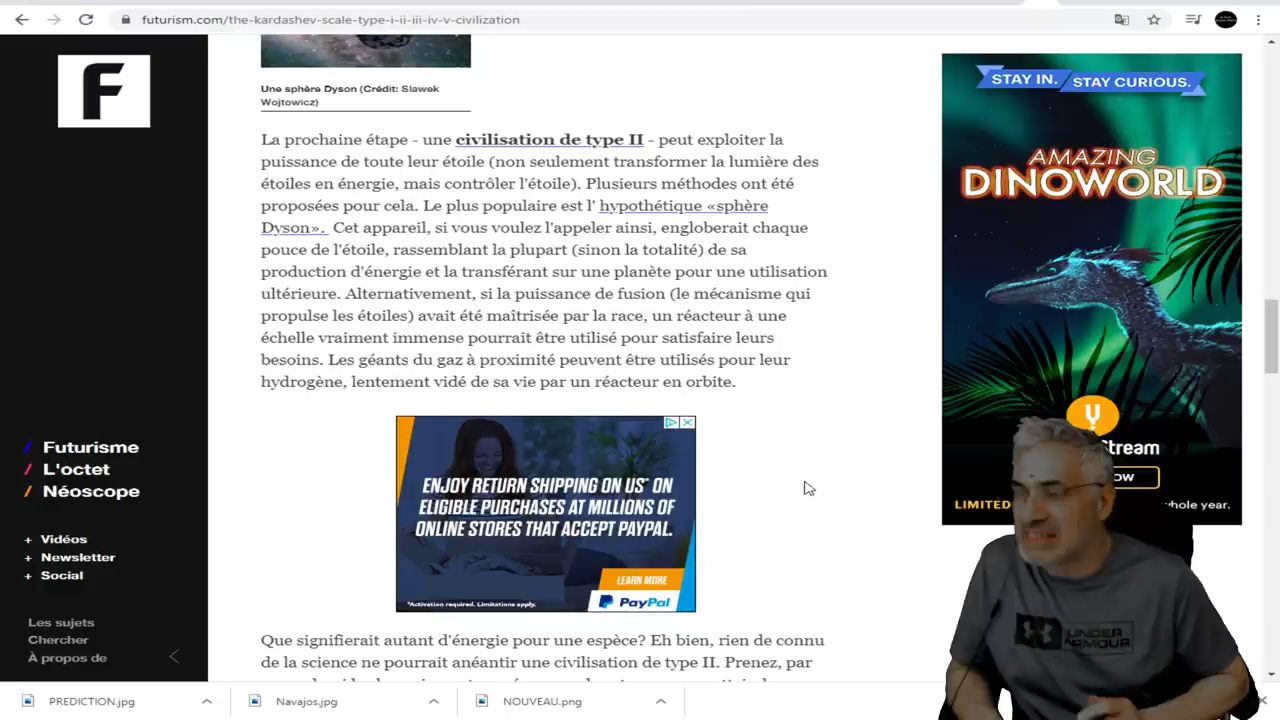 futurism.com/the-kardashev-scale-type-i-ii-iii-iv-v-civilization
F
Futurisme
L'octet
Néoscope
+ Vidéos
+ Newsletter
+ Social
Les sujets
Chercher
À propos de
Une sphère Dyson (Crédit: Slawek
Wojtowicz)
La prochaine étape - une civilisation de type II - peut exploiter la
puissance de toute leur étoile (non seulement transformer la lumière des
étoiles en énergie, mais contrôler l'étoile). Plusieurs méthodes ont été
proposées pour cela. Le plus populaire est l' hypothétique «sphère
Dyson». Cet appareil, si vous voulez l'appeler ainsi, engloberait chaque
pouce de l'étoile, rassemblant la plupart (sinon la totalité) de sa
production d'énergie et la transférant sur une planète pour une utilisation
ultérieure. Alternativement, si la puissance de fusion (le mécanisme qui
propulse les étoiles) avait été maîtrisée par la race, un réacteur à une
échelle vraiment immense pourrait être utilisé pour satisfaire leurs
besoins. Les géants du gaz à proximité peuvent être utilisés pour leur
hydrogène, lentement vidé de sa vie par un réacteur en orbite.
ENJOY RETURN SHIPPING ON US* ON
ELIGIBLE PURCHASES AT MILLIONS OF
ONLINE STORES THAT ACCEPT PAYPAL.
LEARN MORE
*Activation required. Limitations apply.
PayPal
Que signifierait autant d'énergie pour une espèce? Eh bien, rien de connu
de la science ne pourrait anéantir une civilisation de type II. Prenez, par
STAY IN. STAY CURIOUS.
AMAZING
DINOWORLD
Stream
OW
LIMITED
whole year.
UNDER
ARMOUR
PREDICTION.jpg
Navajos.jpg
NOUVEAU.png